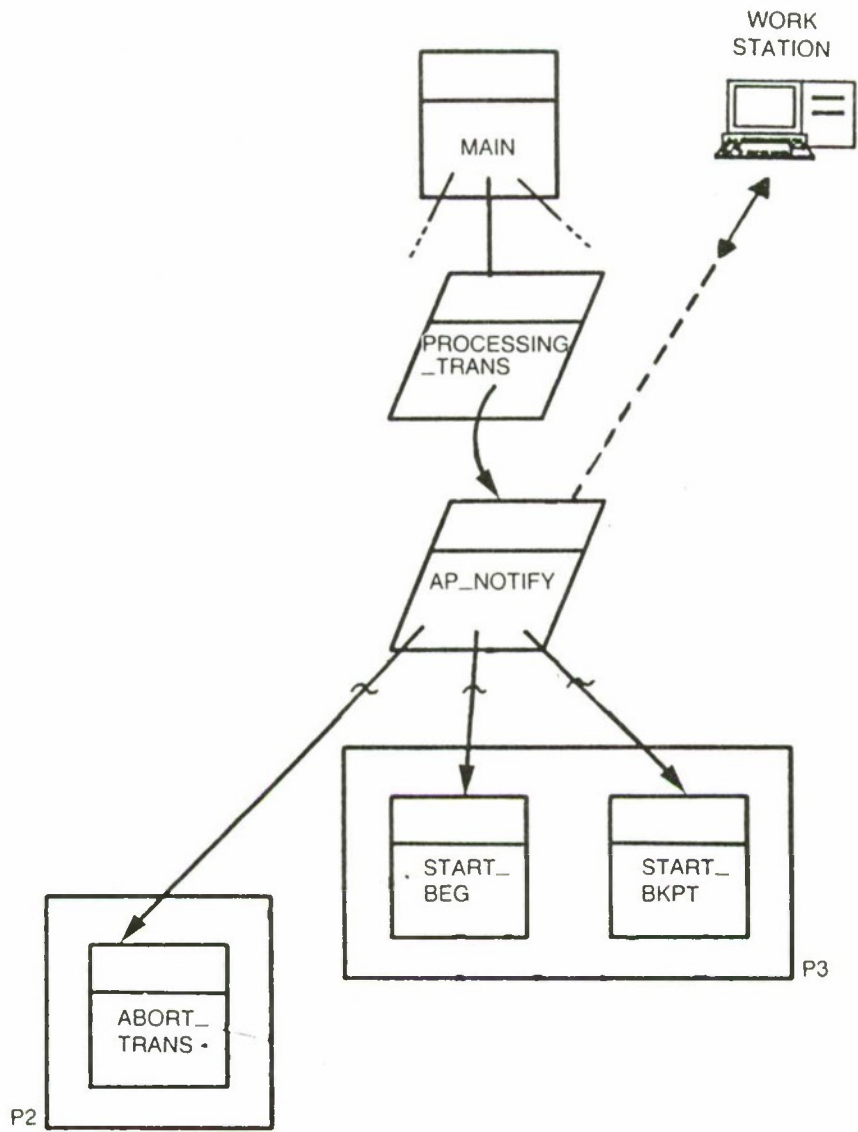 WORK
STATION
MAIN
PROCESSING
_TRANS
AP_NOTIFY
START_
BEG
START_
BKPT
P3
ABORT_
TRANS
P2